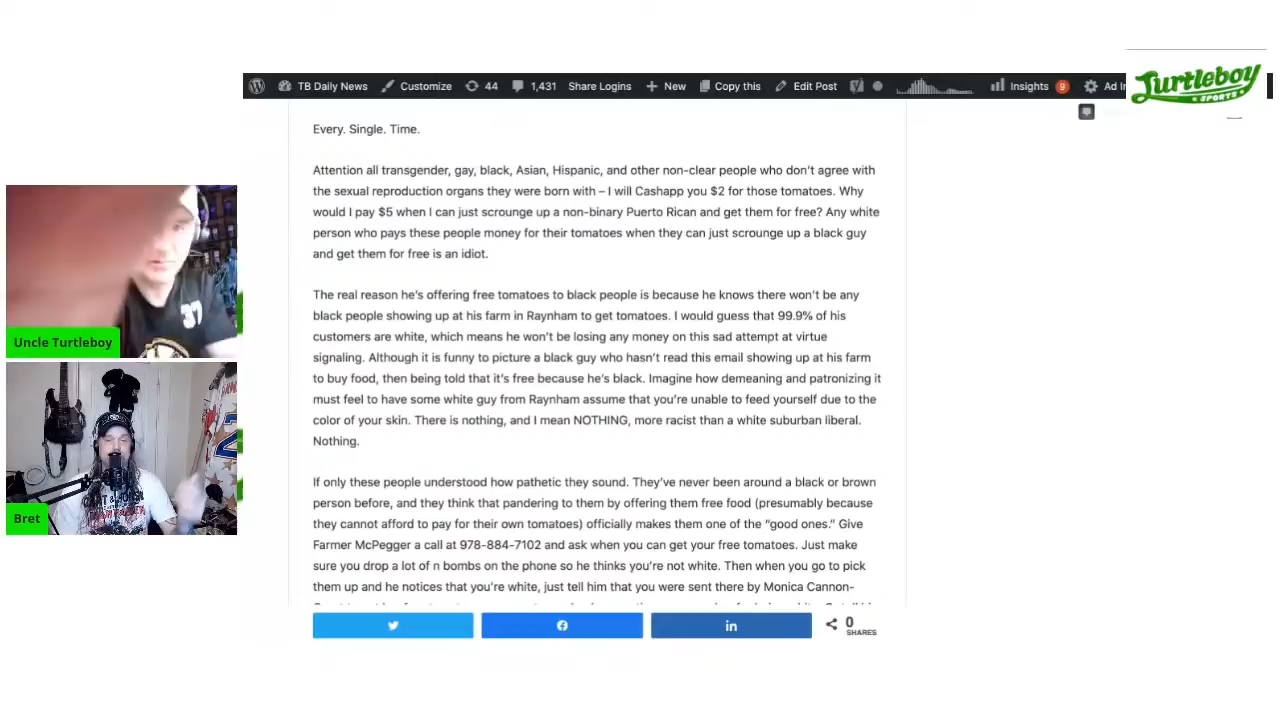 TB Daily News Customize 44 1,431 Share Logins New Copy this Edit Post Insights 9
Turtleboy
SPORTS
Every. Single. Time.
Attention all transgender, gay, black, Asian, Hispanic, and other non-clear people who don't agree with
the sexual reproduction organs they were born with – I will Cashapp you $2 for those tomatoes. Why
would I pay $5 when I can just scrounge up a non-binary Puerto Rican and get them for free? Any white
person who pays these people money for their tomatoes when they can just scrounge up a black guy
and get them for free is an idiot.
The real reason he's offering free tomatoes to black people is because he knows there won't be any
black people showing up at his farm in Raynham to get tomatoes. I would guess that 99.9% of his
customers are white, which means he won't be losing any money on this sad attempt at virtue
signaling. Although it is funny to picture a black guy who hasn't read this email showing up at his farm
to buy food, then being told that it's free because he's black. Imagine how demeaning and patronizing it
must feel to have some white guy from Raynham assume that you're unable to feed yourself due to the
color of your skin. There is nothing, and I mean NOTHING, more racist than a white suburban liberal.
Nothing.
If only these people understood how pathetic they sound. They've never been around a black or brown
person before, and they think that pandering to them by offering them free food (presumably because
they cannot afford to pay for their own tomatoes) officially makes them one of the “good ones.” Give
Farmer McPegger a call at 978-884-7102 and ask when you can get your free tomatoes. Just make
sure you drop a lot of n bombs on the phone so he thinks you're not white. Then when you go to pick
them up and he notices that you're white, just tell him that you were sent there by Monica Cannon-
0
SHARES
37
Uncle Turtleboy
Bret